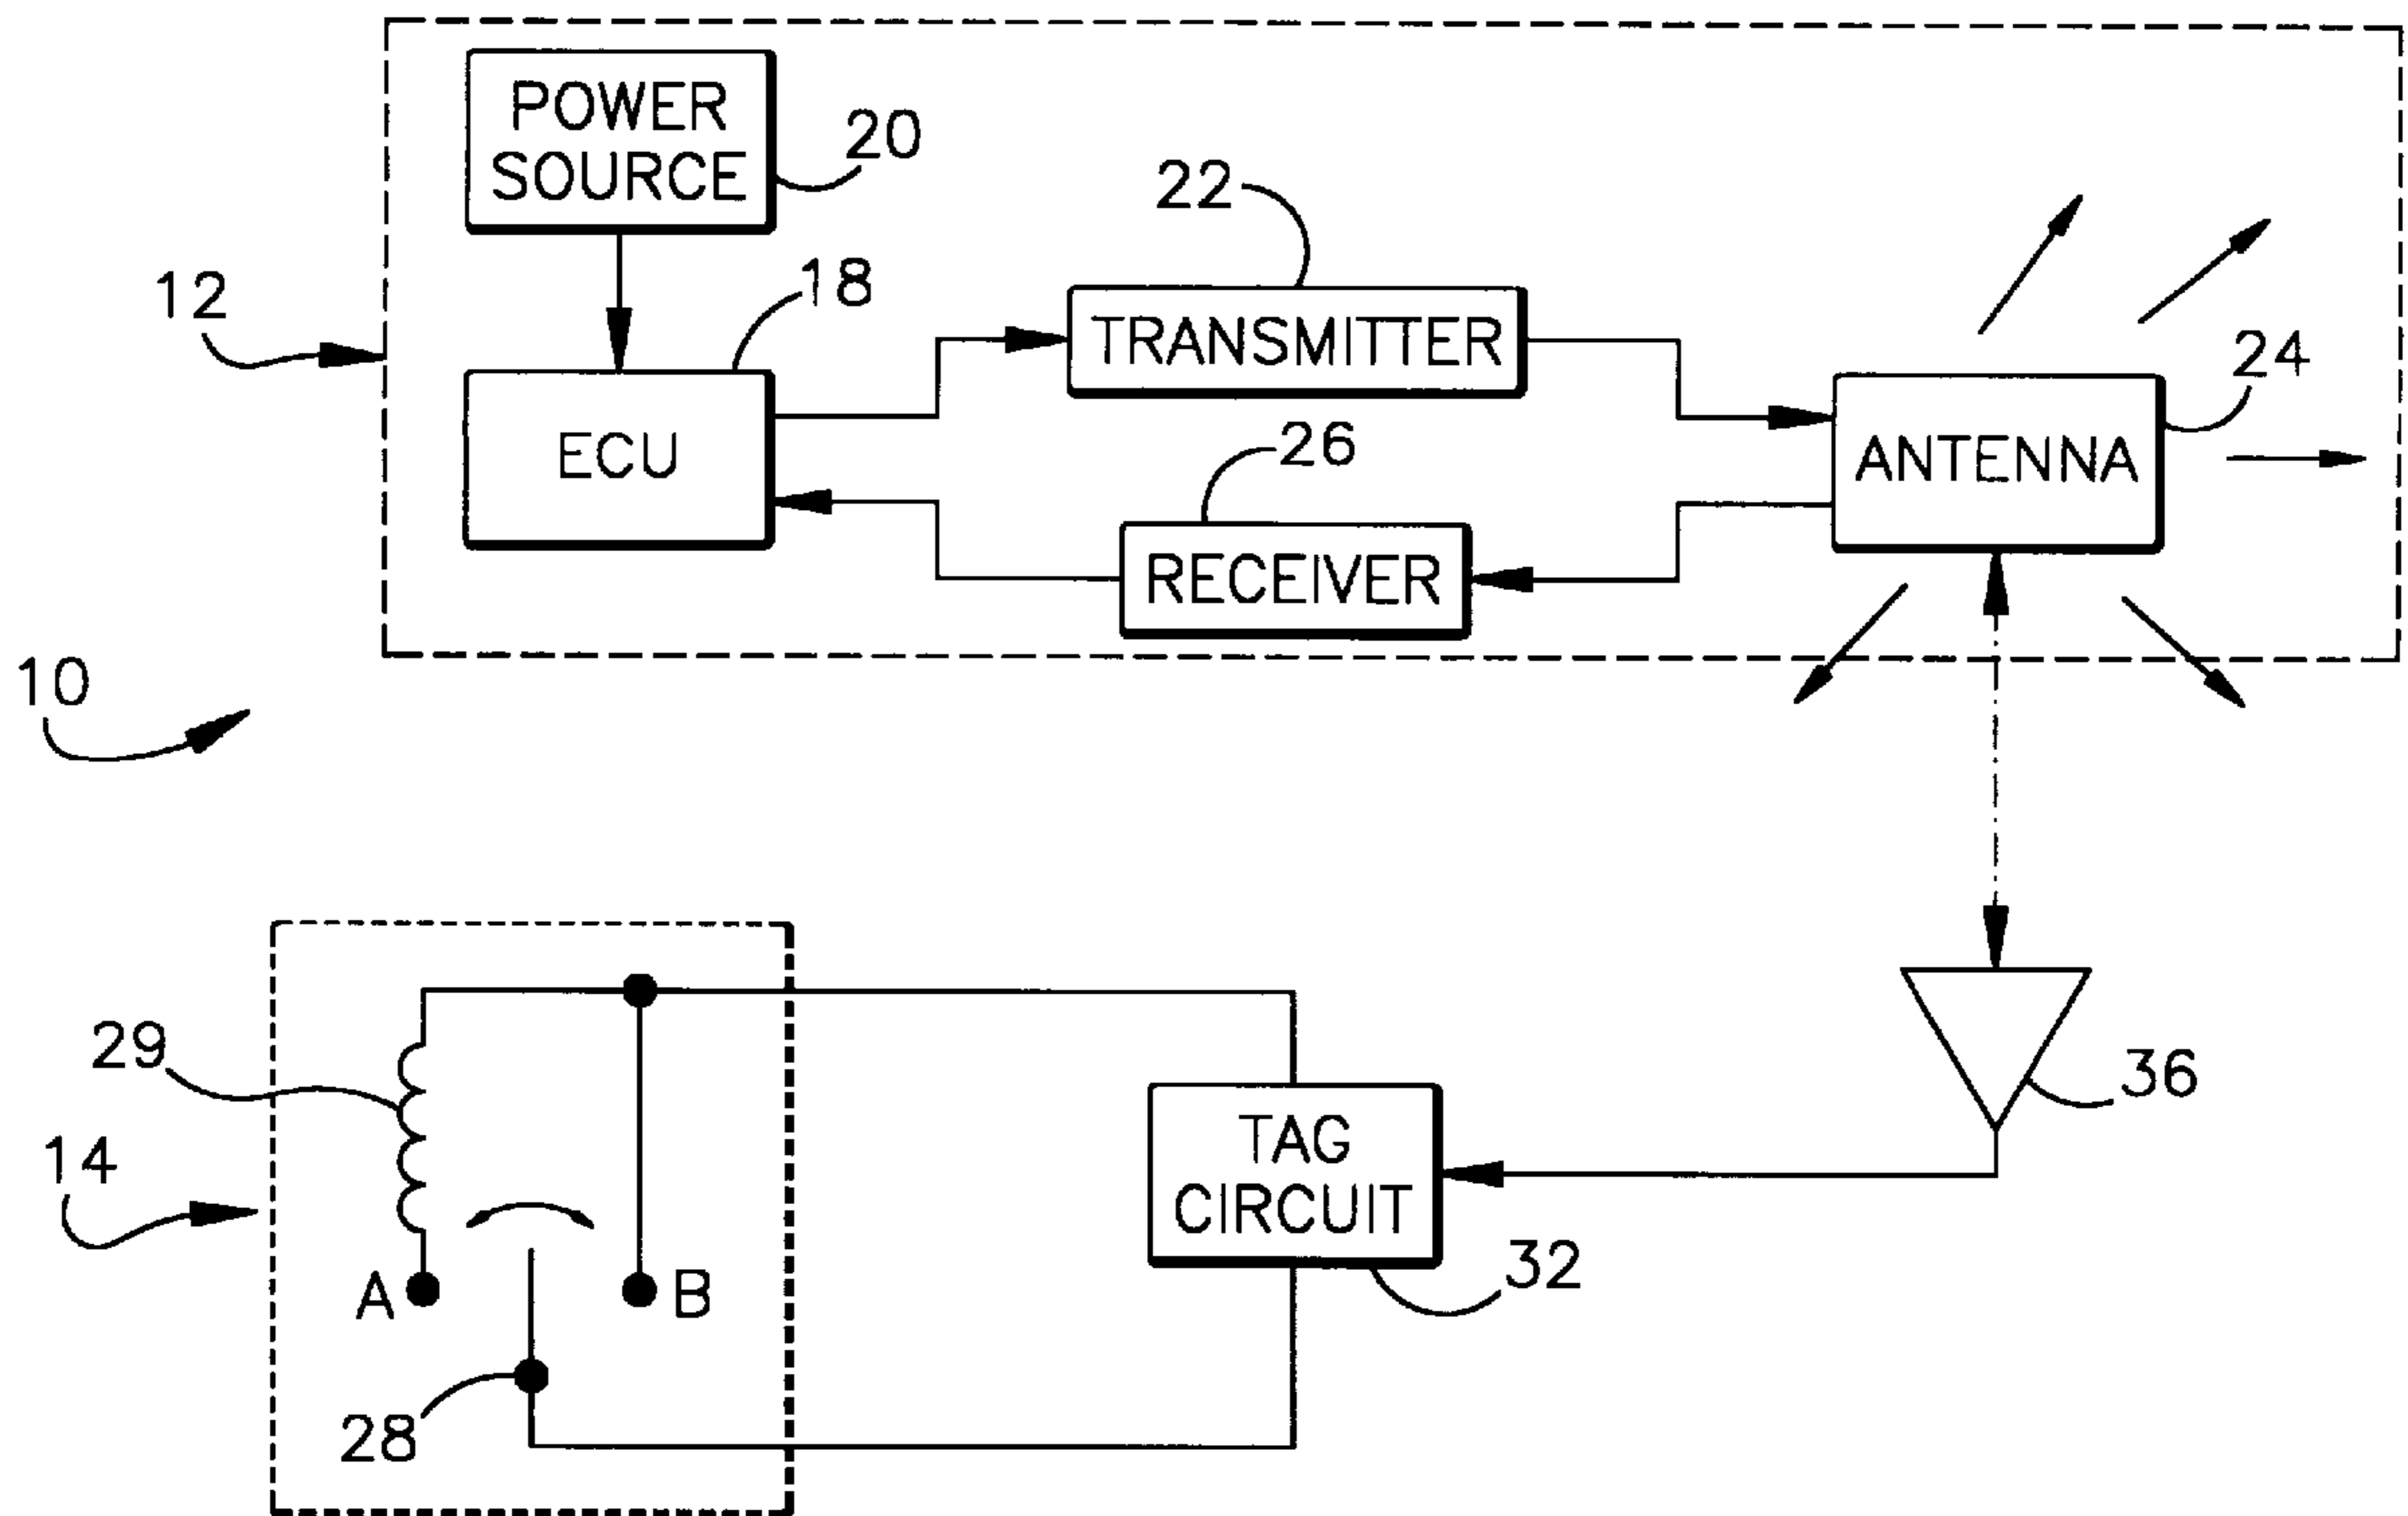 POWER
SOURCE
20
22
18
12
TRANSMITTER
24
ECU
26
ANTENNA
RECEIVER
10
29
36
14
TAG
CIRCUIT
32
A
B
28